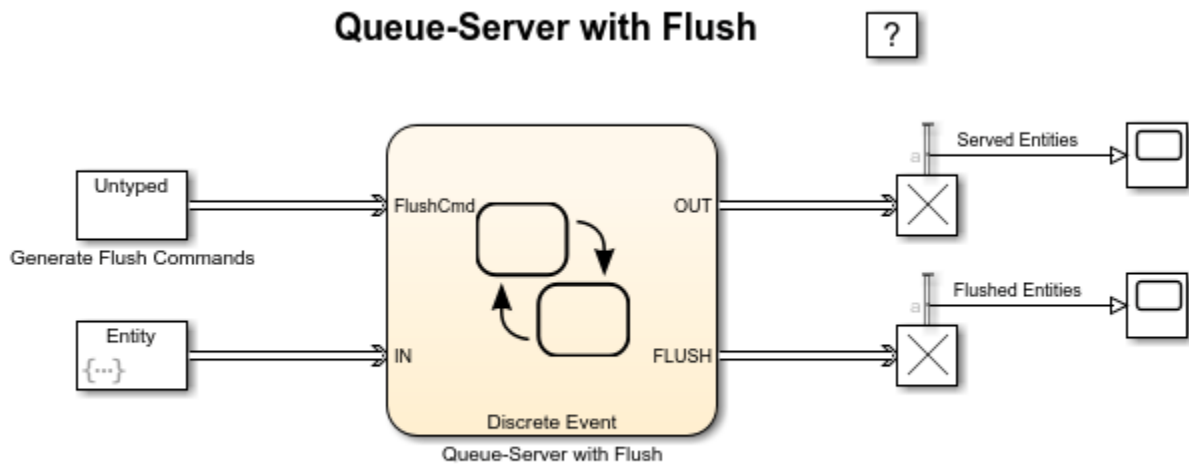 Queue-Server with Flush
?
Untyped
Generate Flush Commands
Entity
{...}
FlushCmd
IN
OUT
FLUSH
Discrete Event
Queue-Server with Flush
a
Served Entities
a
Flushed Entities